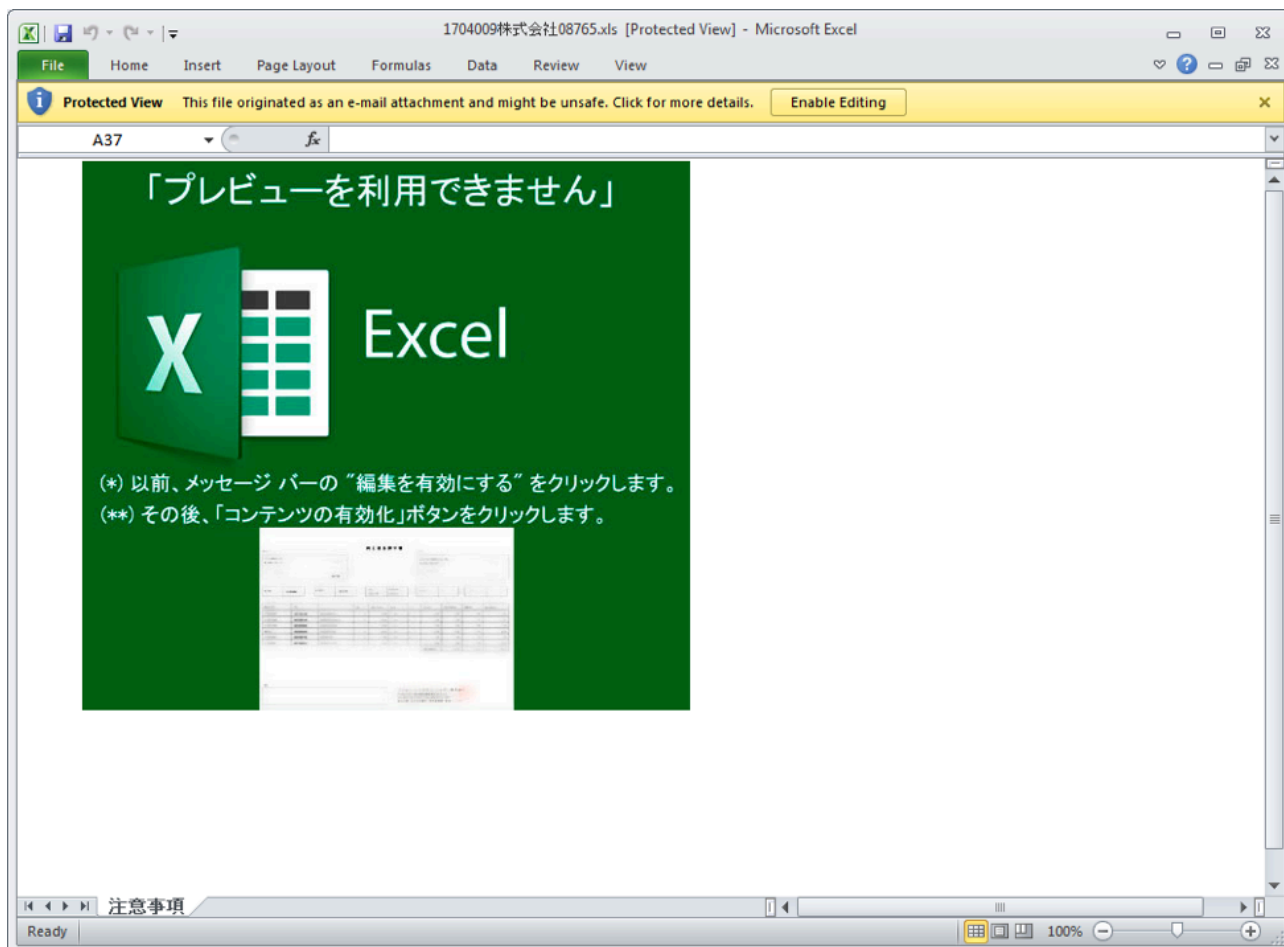 1704009株式会社08765.xls [Protected View] - Microsoft Excel
File Home Insert Page Layout Formulas Data Review View
Protected View This file originated as an e-mail attachment and might be unsafe. Click for more details. Enable Editing
A37 fx
「プレビューを利用できません」
X
Excel
(*) 以前、メッセージ バーの ”編集を有効にする” をクリックします。
(**) その後、「コンテンツの有効化」ボタンをクリックします。
注意事項
Ready 100%